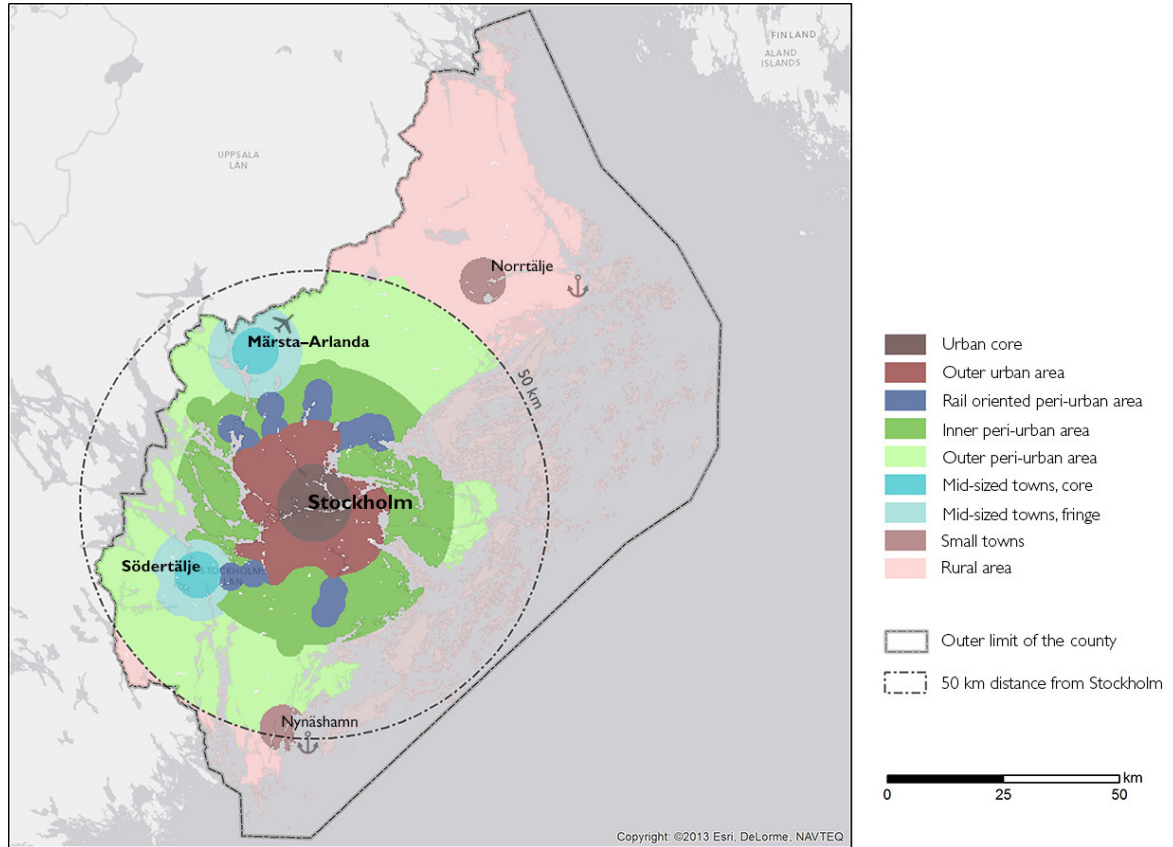 FINLAND
ALAND
ISLANDS
UPPSALA
LÄN
Norrtälje
Märsta–Arlanda
50 km
Stockholm
Södertälje
STOCKHOLMS
LÄN
Nynäshamn
Copyright: ©2013 Esri, DeLorme, NAVTEQ
Urban core
Outer urban area
Rail oriented peri-urban area
Inner peri-urban area
Outer peri-urban area
Mid-sized towns, core
Mid-sized towns, fringe
Small towns
Rural area
Outer limit of the county
50 km distance from Stockholm
km
0 25 50